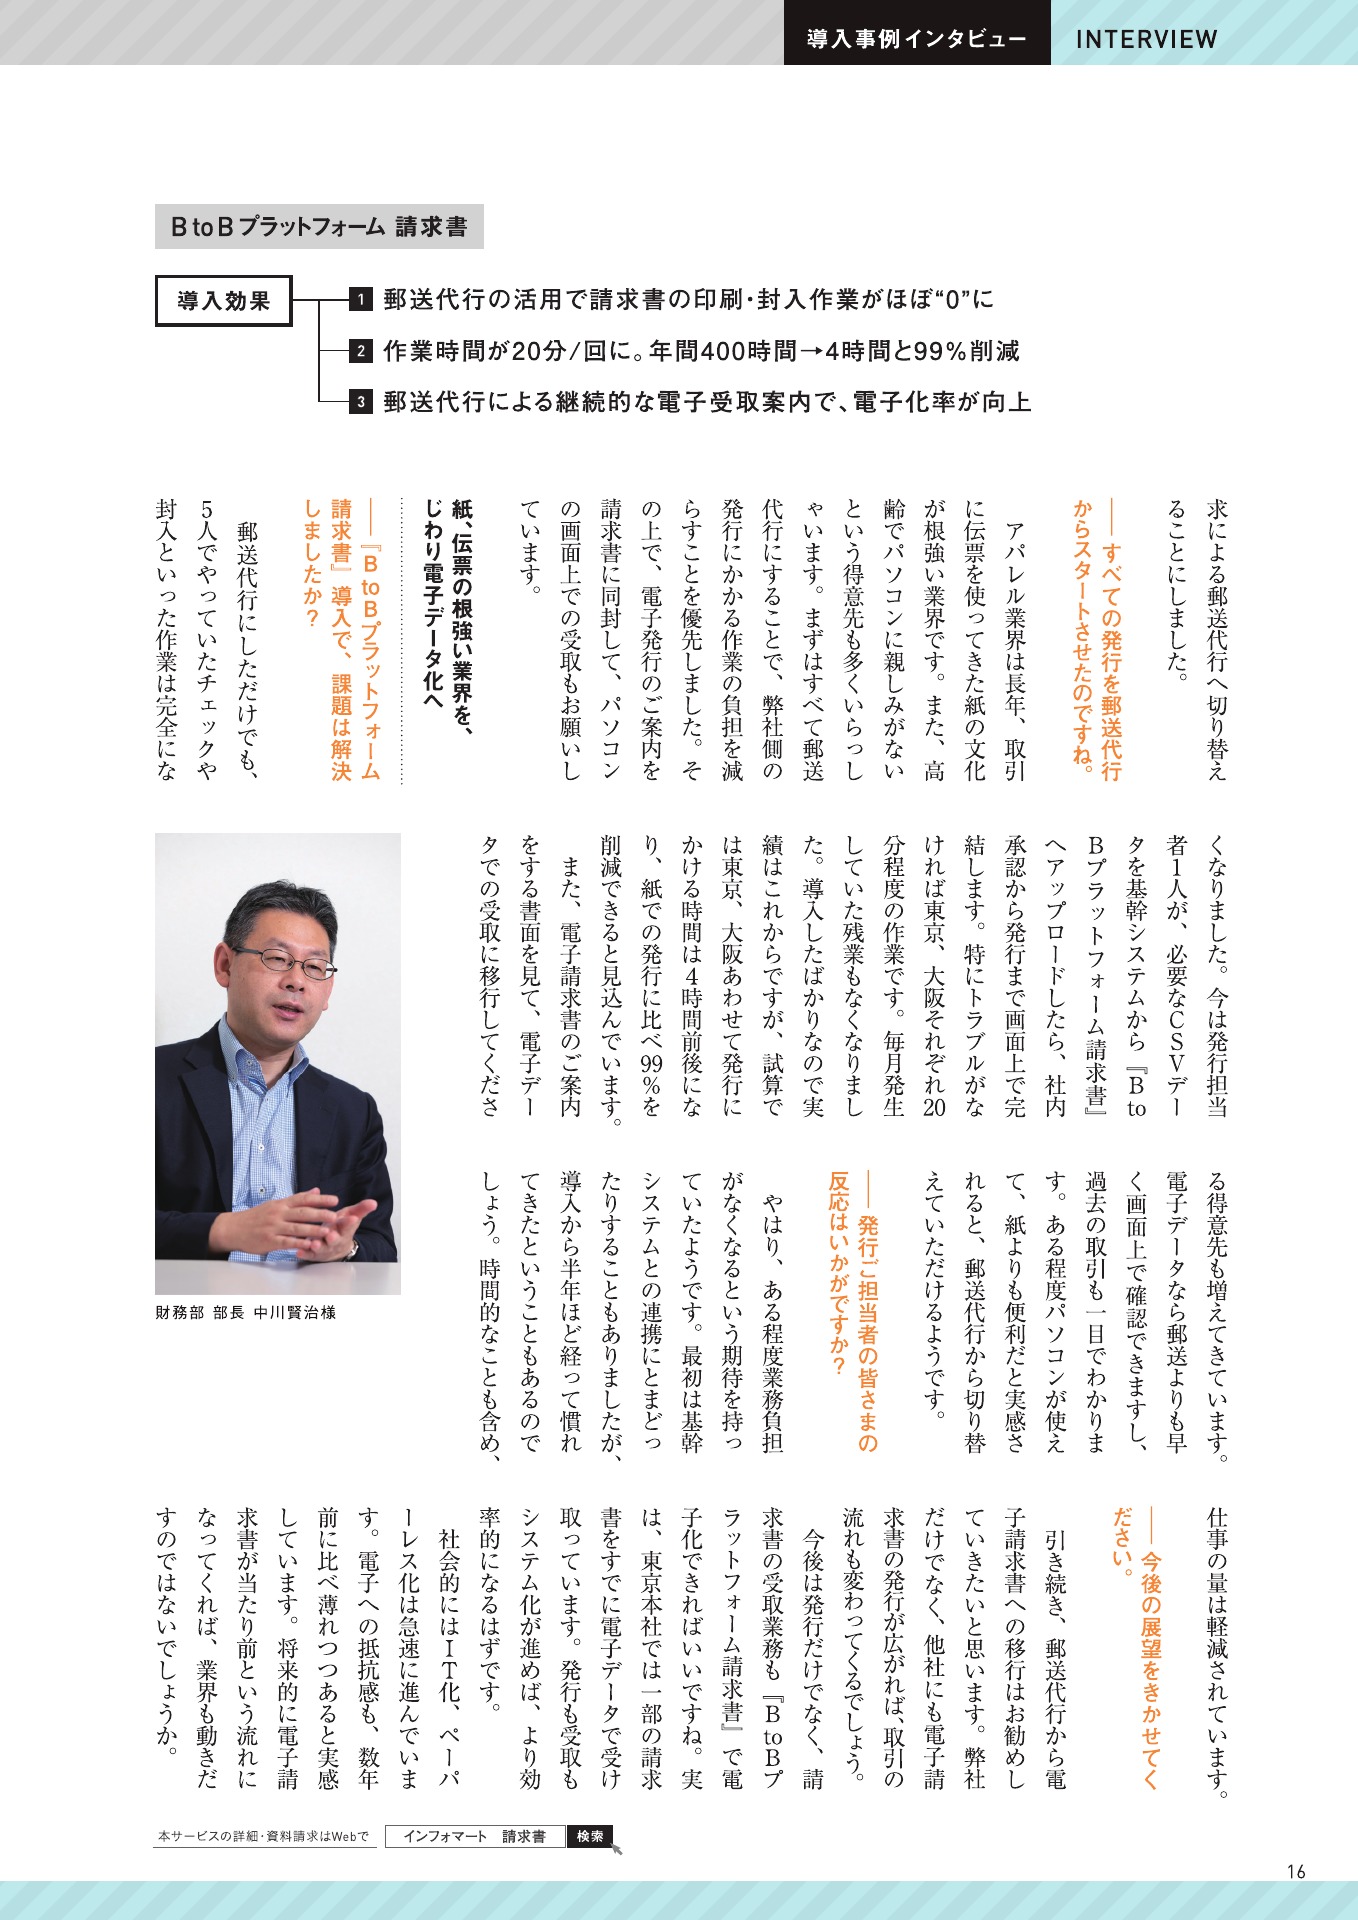 導入事例インタビュー
INTERVIEW
BtoBプラットフォーム 請求書
導入効果
1 郵送代行の活用で請求書の印刷・封入作業がほぼ“0”に
2 作業時間が20分/回に。年間400時間→4時間と99%削減
3 郵送代行による継続的な電子受取案内で、電子化率が向上
求による郵送代行へ切り替え
ることにしました。
── すべての発行を郵送代行
からスタートさせたのですね。
アパレル業界は長年、取引
に伝票を使ってきた紙の文化
が根強い業界です。また、高
齢でパソコンに親しみがない
という得意先も多くいらっし
ゃいます。まずはすべて郵送
代行にすることで、弊社側の
発行にかかる作業の負担を減
らすことを優先しました。そ
の上で、電子発行のご案内を
請求書に同封して、パソコン
の画面上での受取もお願いし
ています。
紙、伝票の根強い業界を、
じわり電子データ化へ
── 『BtoBプラットフォーム
請求書』導入で、課題は解決
しましたか？
郵送代行にしただけでも、
5人でやっていたチェックや
封入といった作業は完全にな
くなりました。今は発行担当
者1人が、必要なCSVデー
タを基幹システムから『B to
Bプラットフォーム請求書』
へアップロードしたら、社内
承認から発行まで画面上で完
結します。特にトラブルがな
ければ東京、大阪それぞれ20
分程度の作業です。毎月発生
していた残業もなくなりまし
た。導入したばかりなので実
績はこれからですが、試算で
は東京、大阪あわせて発行に
かける時間は4時間前後にな
り、紙での発行に比べ99%を
削減できると見込んでいます。
また、電子請求書のご案内
をする書面を見て、電子デー
タでの受取に移行してくださ
る得意先も増えてきています。
電子データなら郵送よりも早
く画面上で確認できますし、
過去の取引も一目でわかりま
す。ある程度パソコンが使え
て、紙よりも便利だと実感さ
れると、郵送代行から切り替
えていただけるようです。
── 発行ご担当者の皆さまの
反応はいかがですか？
やはり、ある程度業務負担
がなくなるという期待を持っ
ていたようです。最初は基幹
システムとの連携にとまどっ
たりすることもありましたが、
導入から半年ほど経って慣れ
てきたということもあるので
しょう。時間的なことも含め、
仕事の量は軽減されています。
── 今後の展望をきかせてく
ださい。
引き続き、郵送代行から電
子請求書への移行はお勧めし
ていきたいと思います。弊社
だけでなく、他社にも電子請
求書の発行が広がれば、取引の
流れも変わってくるでしょう。
今後は発行だけでなく、請
求書の受取業務も『B to Bプ
ラットフォーム請求書』で電
子化できればいいですね。実
は、東京本社では一部の請求
書をすでに電子データで受け
取っています。発行も受取も
システム化が進めば、より効
率的になるはずです。
社会的にはIT化、ペーパ
ーレス化は急速に進んでいま
す。電子への抵抗感も、数年
前に比べ薄れつつあると実感
しています。将来的に電子請
求書が当たり前という流れに
なってくれば、業界も動きだ
すのではないでしょうか。
財務部 部長 中川賢治様
本サービスの詳細・資料請求はWebで インフォマート 請求書 検索
16